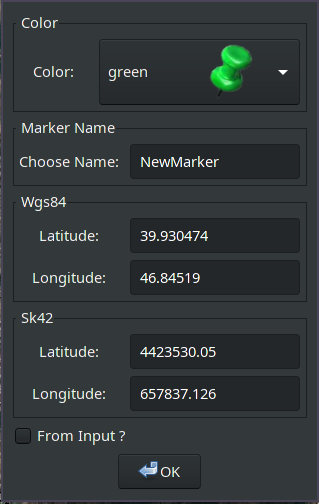 Color
Color: green
Marker Name
Choose Name: NewMarker
Wgs84
Latitude: 39.930474
Longitude: 46.84519
Sk42
Latitude: 4423530.05
Longitude: 657837.126
From Input ?
OK